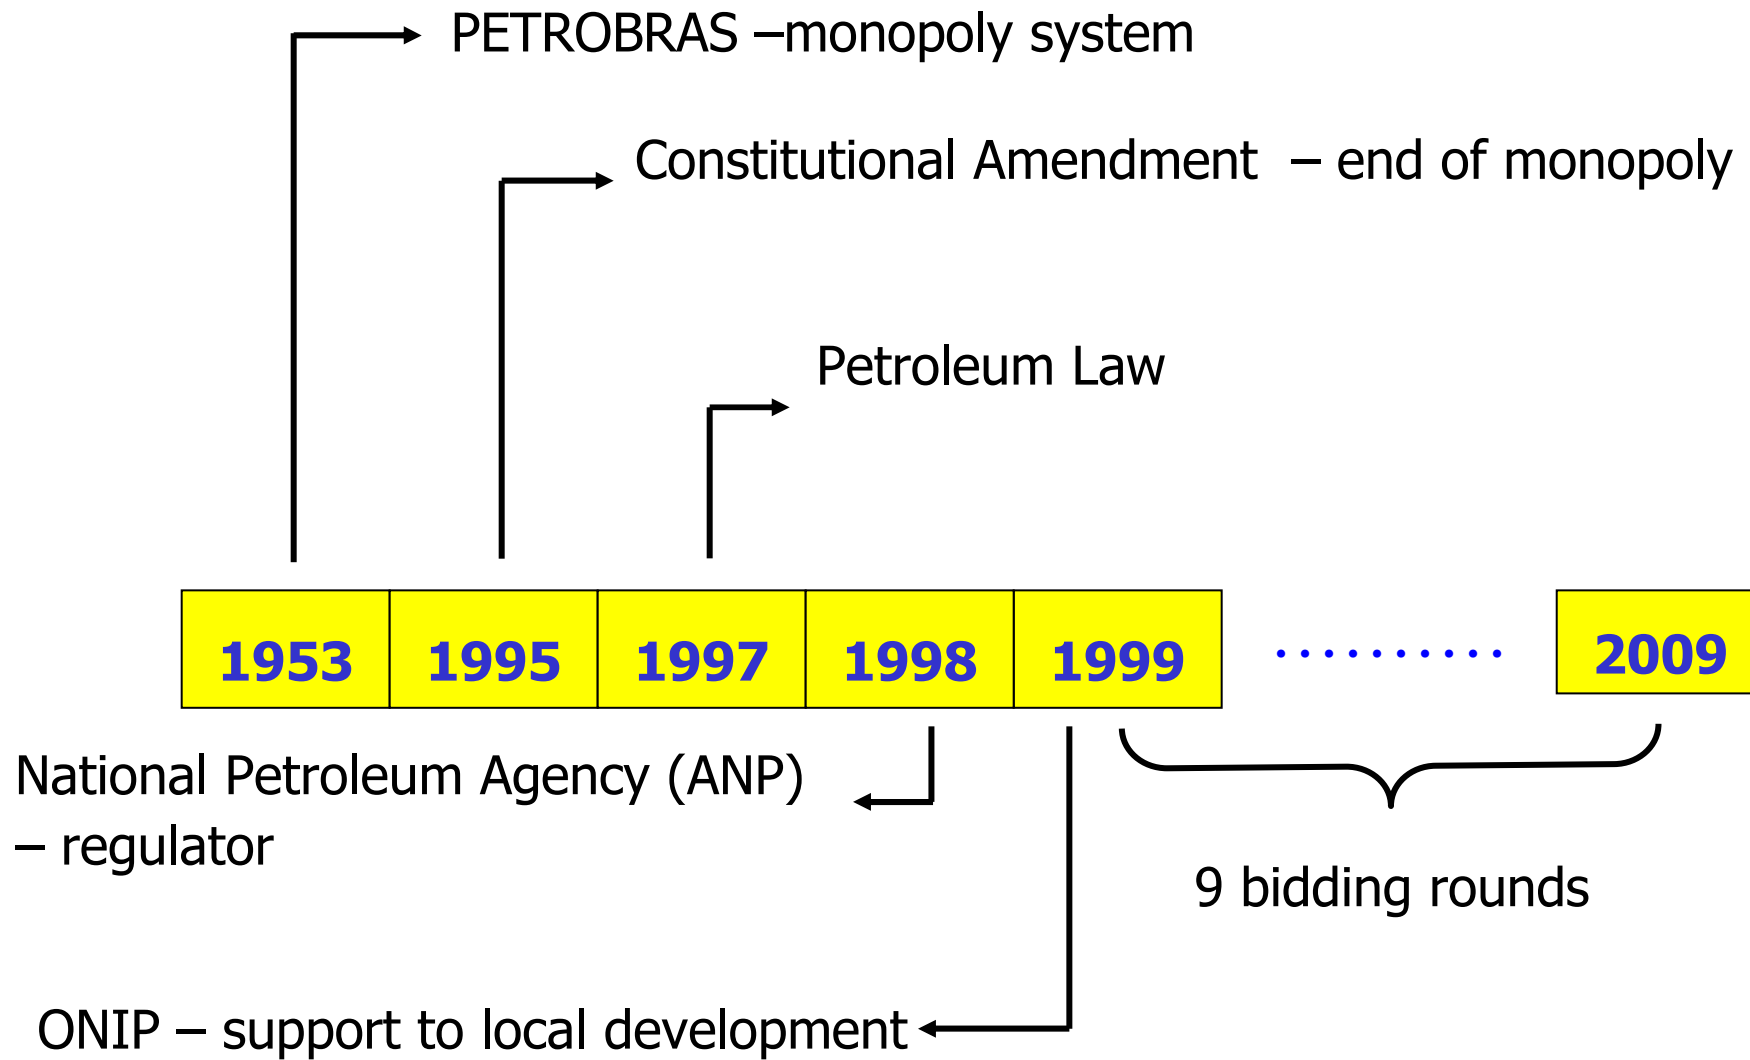 PETROBRAS –monopoly system
Constitutional Amendment – end of monopoly
Petroleum Law
1953 1995 1997 1998 1999 .......... 2009
National Petroleum Agency (ANP)
– regulator
9 bidding rounds
ONIP – support to local development